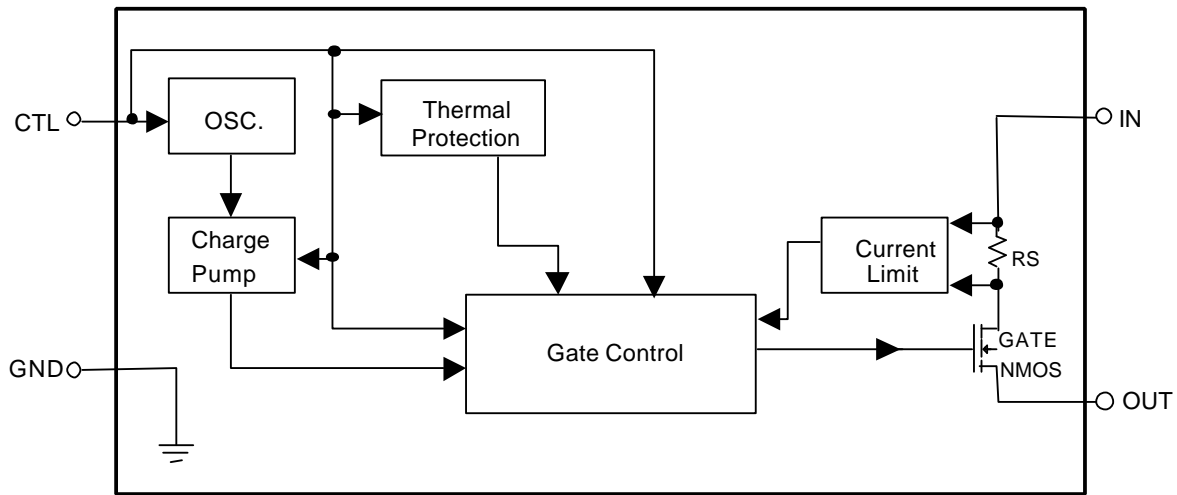 CTL
OSC.
Thermal
Protection
IN
Charge
Pump
Current
Limit
RS
Gate Control
GATE
NMOS
GND
OUT